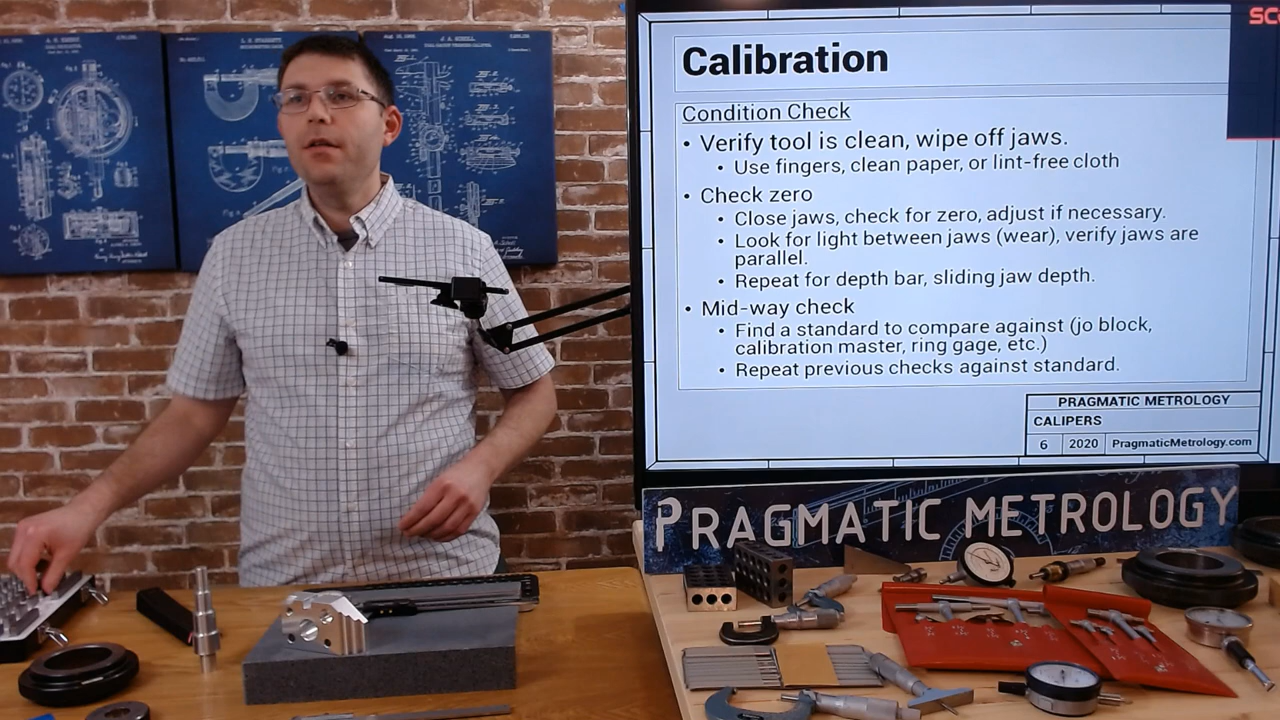 SC
Calibration
Condition Check
• Verify tool is clean, wipe off jaws.
• Use fingers, clean paper, or lint-free cloth
• Check zero
• Close jaws, check for zero, adjust if necessary.
• Look for light between jaws (wear), verify jaws are
parallel.
• Repeat for depth bar, sliding jaw depth.
• Mid-way check
• Find a standard to compare against (jo block,
calibration master, ring gage, etc.)
• Repeat previous checks against standard.
PRAGMATIC METROLOGY
CALIPERS
6 2020 PragmaticMetrology.com
PRAGMATIC METROLOGY